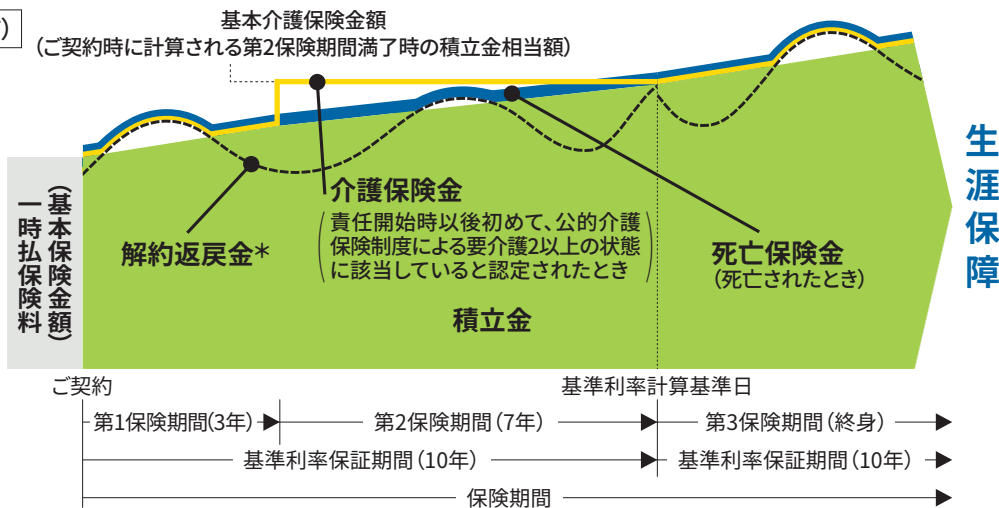 )
基本介護保険金額
(ご契約時に計算される第2保険期間満了時の積立金相当額)
一時払保険料
(基本保険金額)
解約返戻金*
介護保険金
(責任開始時以後初めて、公的介護
保険制度による要介護2以上の状態
に該当していると認定されたとき)
死亡保険金
(死亡されたとき)
積立金
生涯保障
ご契約
基準利率計算基準日
第1保険期間(3年)
第2保険期間(7年)
第3保険期間(終身)
基準利率保証期間(10年)
基準利率保証期間(10年)
保険期間